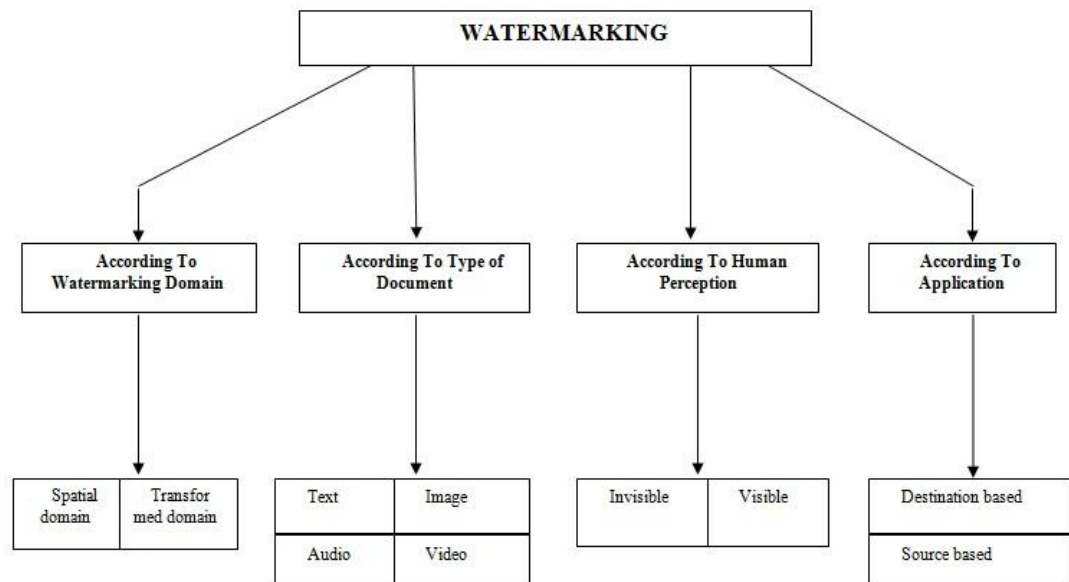 WATERMARKING
According To
Watermarking Domain
According To Type of
Document
According To Human
Perception
According To
Application
Spatial
domain
Transfor
med domain
Text
Image
Audio
Video
Invisible
Visible
Destination based
Source based